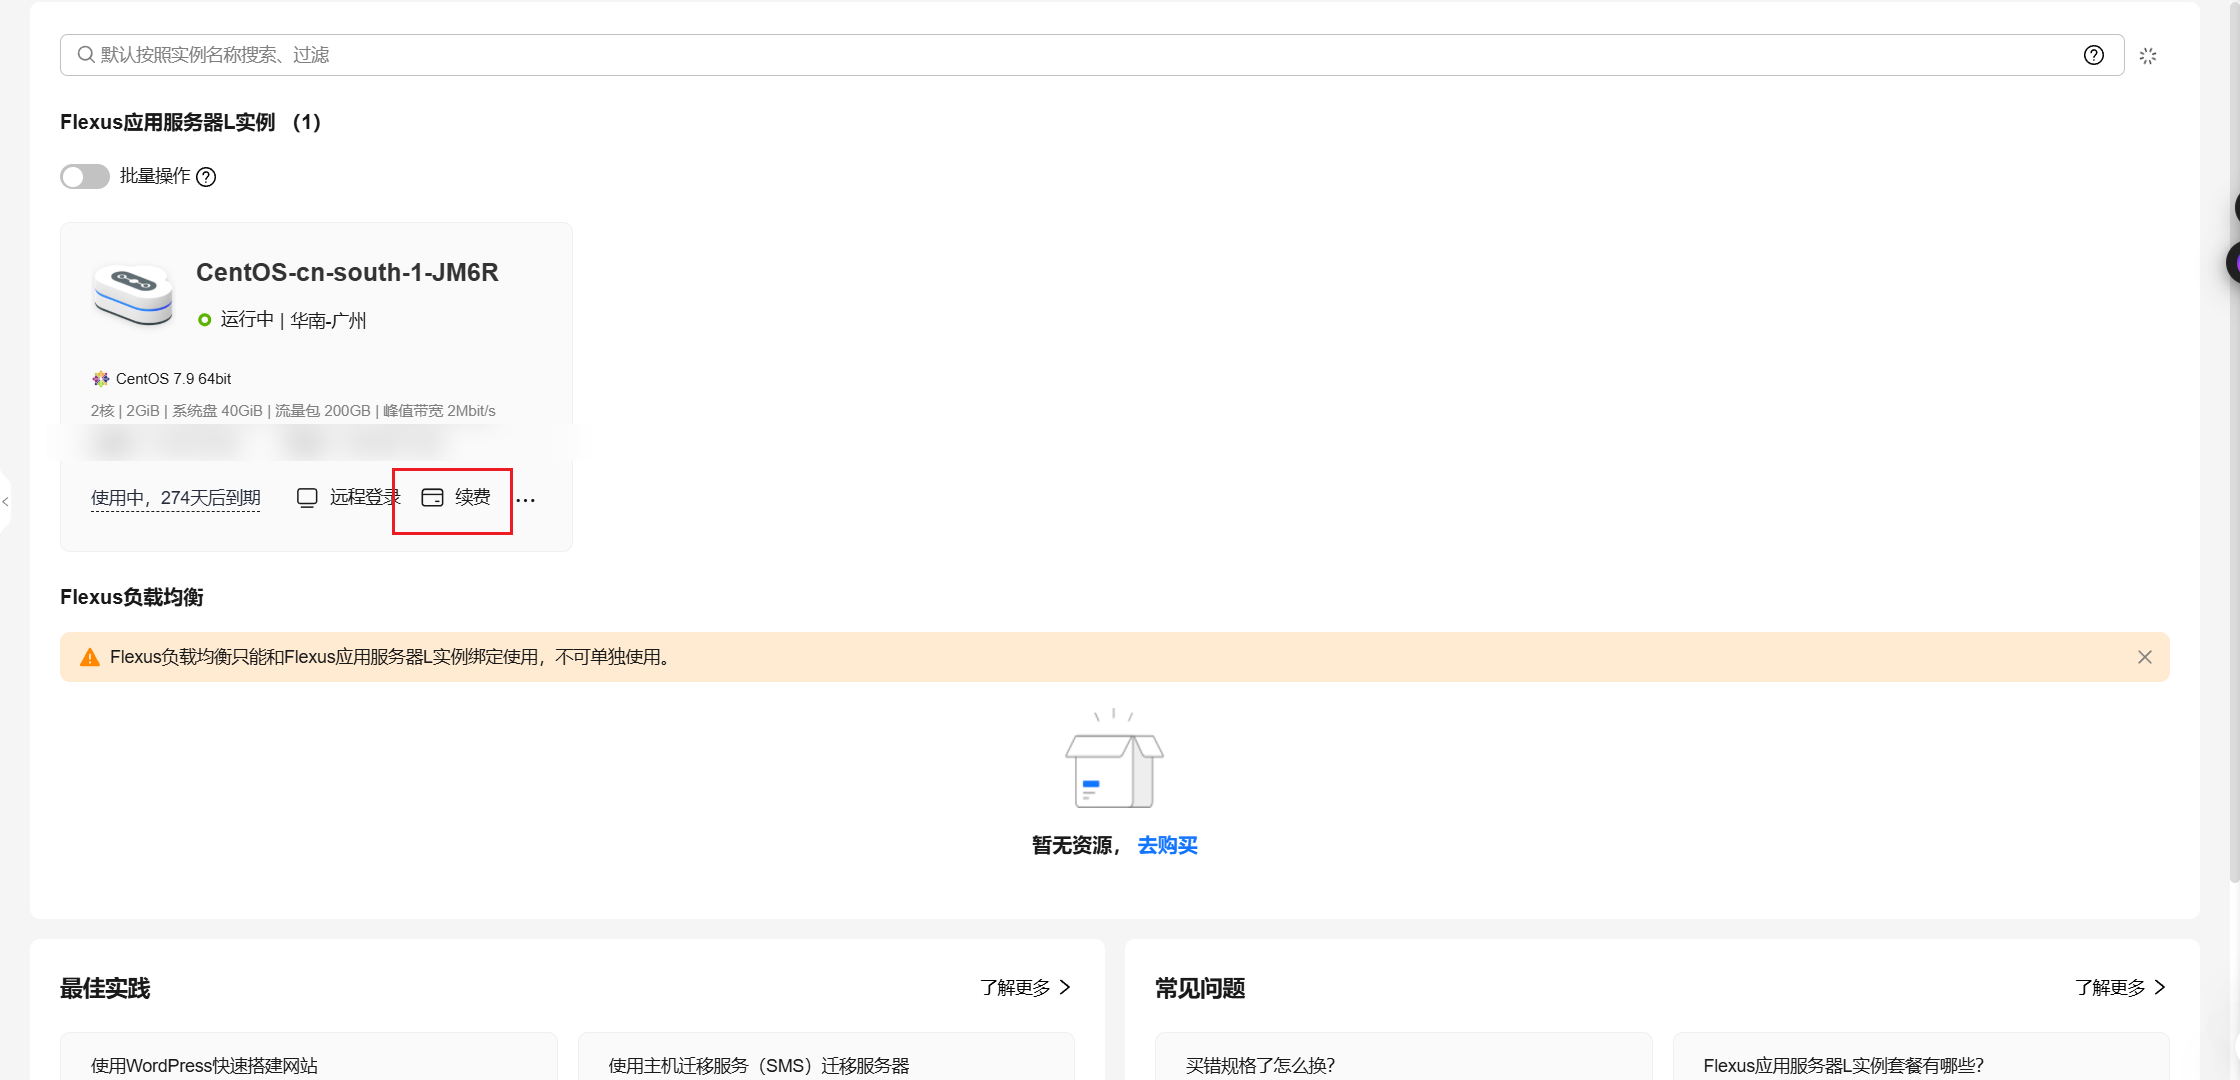 默认按照实例名称搜索、过滤
Flexus应用服务器L实例 （1）
批量操作
CentOS-cn-south-1-JM6R
运行中 | 华南-广州
CentOS 7.9 64bit
2核 | 2GiB | 系统盘 40GiB | 流量包 200GB | 峰值带宽 2Mbit/s
使用中，274天后到期 远程登录 续费 ...
Flexus负载均衡
Flexus负载均衡只能和Flexus应用服务器L实例绑定使用，不可单独使用。
暂无资源，去购买
最佳实践 了解更多
使用WordPress快速搭建网站 使用主机迁移服务（SMS）迁移服务器
常见问题 了解更多
买错规格了怎么换? Flexus应用服务器L实例套餐有哪些?